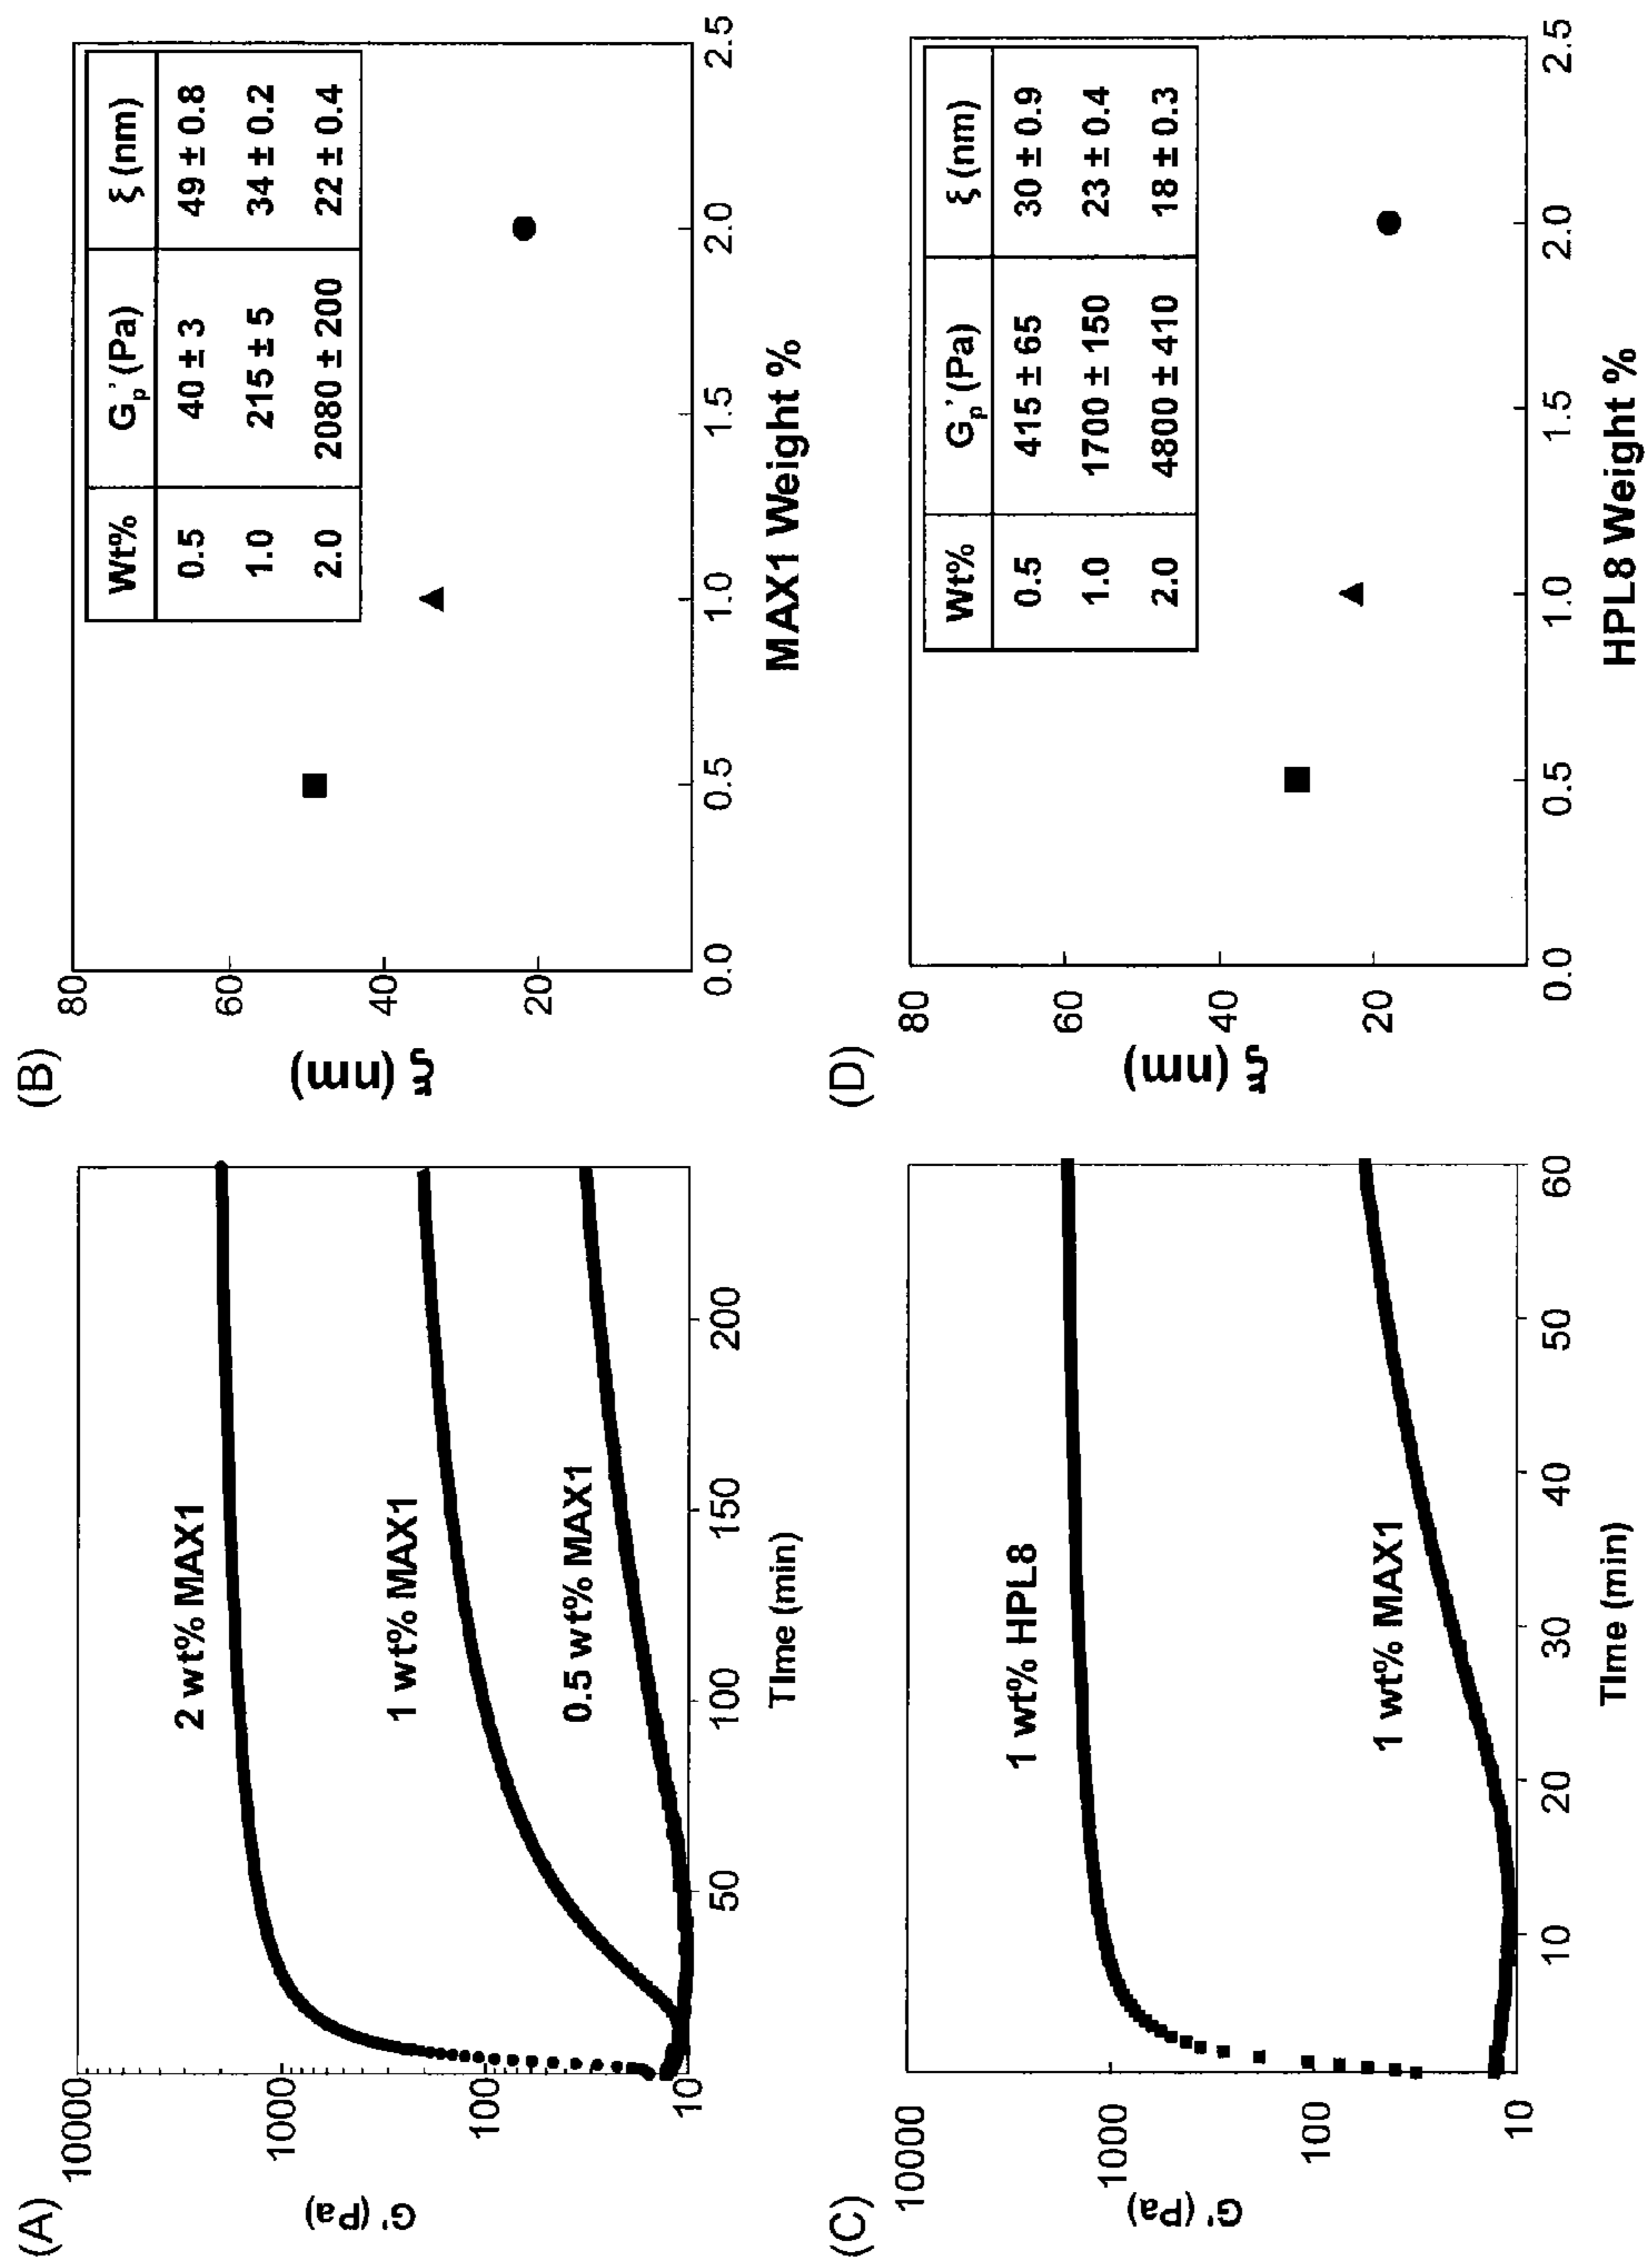 (A)
G' (Pa)
10000
1000
100
10
2 wt% MAX1
1 wt% MAX1
0.5 wt% MAX1
50
100
150
200
TIme (min)
(B)
ξ (nm)
80
60
40
20
Wt% Gp' (Pa) ξ (nm)
0.5 40 ± 3 49 ± 0.8
1.0 215 ± 5 34 ± 0.2
2.0 2080 ± 200 22 ± 0.4
0.0 0.5 1.0 1.5 2.0 2.5
MAX1 Weight %
(C)
G' (Pa)
10000
1000
100
10
1 wt% HPL8
1 wt% MAX1
10 20 30 40 50 60
TIme (min)
(D)
ξ (nm)
80
60
40
20
Wt% Gp' (Pa) ξ (nm)
0.5 415 ± 65 30 ± 0.9
1.0 1700 ± 150 23 ± 0.4
2.0 4800 ± 410 18 ± 0.3
0.0 0.5 1.0 1.5 2.0 2.5
HPL8 Weight %